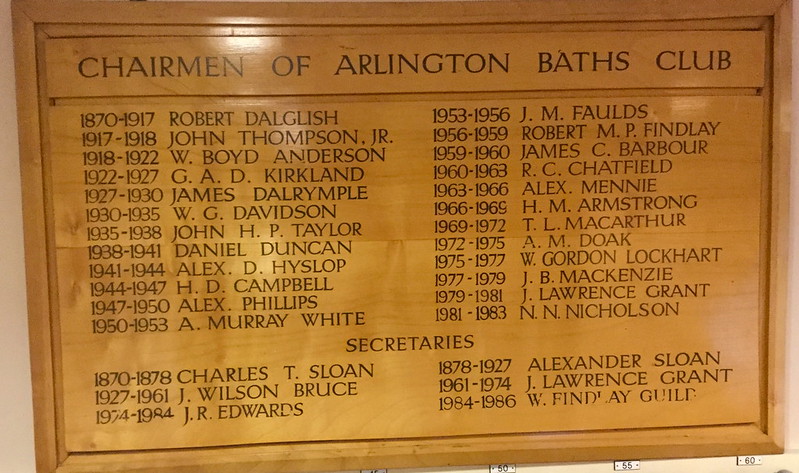 CHAIRMEN OF ARLINGTON BATHS CLUB
1870-1917 ROBERT DALGLISH
1917-1918 JOHN THOMPSON, JR.
1918-1922 W. BOYD ANDERSON
1922-1927 G. A. D. KIRKLAND
1927-1930 JAMES DALRYMPLE
1930-1935 W. G. DAVIDSON
1935-1938 JOHN H. P. TAYLOR
1938-1941 DANIEL DUNCAN
1941-1944 ALEX. D. HYSLOP
1944-1947 H. D. CAMPBELL
1947-1950 ALEX. PHILLIPS
1950-1953 A. MURRAY WHITE
1953-1956 J. M. FAULDS
1956-1959 ROBERT M. P. FINDLAY
1959-1960 JAMES C. BARBOUR
1960-1963 R. C. CHATFIELD
1963-1966 ALEX. MENNIE
1966-1969 H. M. ARMSTRONG
1969-1972 T. L. MACARTHUR
1972-1975 A. M. DOAK
1975-1977 W. GORDON LOCKHART
1977-1979 J. B. MACKENZIE
1979-1981 J. LAWRENCE GRANT
1981-1983 N. N. NICHOLSON
SECRETARIES
1870-1878 CHARLES T. SLOAN
1927-1961 J. WILSON BRUCE
1974-1984 J. R. EDWARDS
1878-1927 ALEXANDER SLOAN
1961-1974 J. LAWRENCE GRANT
1984-1986 W. FINDLAY GUILD
50
55
60